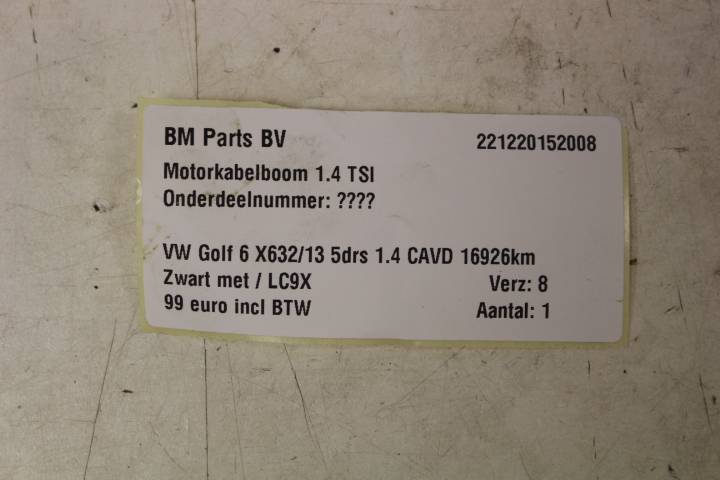 BM Parts BV 221220152008
Motorkabelboom 1.4 TSI
Onderdeelnummer: ????
VW Golf 6 X632/13 5drs 1.4 CAVD 16926km
Zwart met / LC9X Verz: 8
99 euro incl BTW Aantal: 1